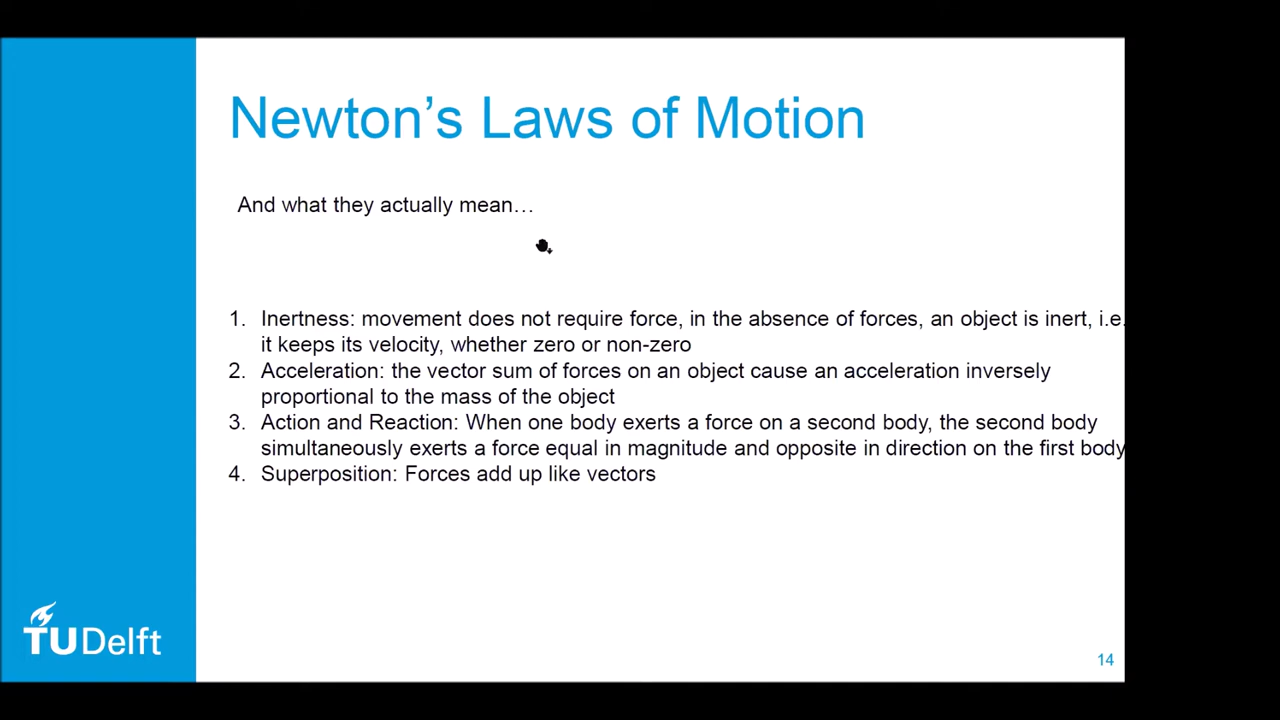 Newton’s Laws of Motion
And what they actually mean…
1. Inertness: movement does not require force, in the absence of forces, an object is inert, i.e.
it keeps its velocity, whether zero or non-zero
2. Acceleration: the vector sum of forces on an object cause an acceleration inversely
proportional to the mass of the object
3. Action and Reaction: When one body exerts a force on a second body, the second body
simultaneously exerts a force equal in magnitude and opposite in direction on the first body
4. Superposition: Forces add up like vectors
TUDelft
14